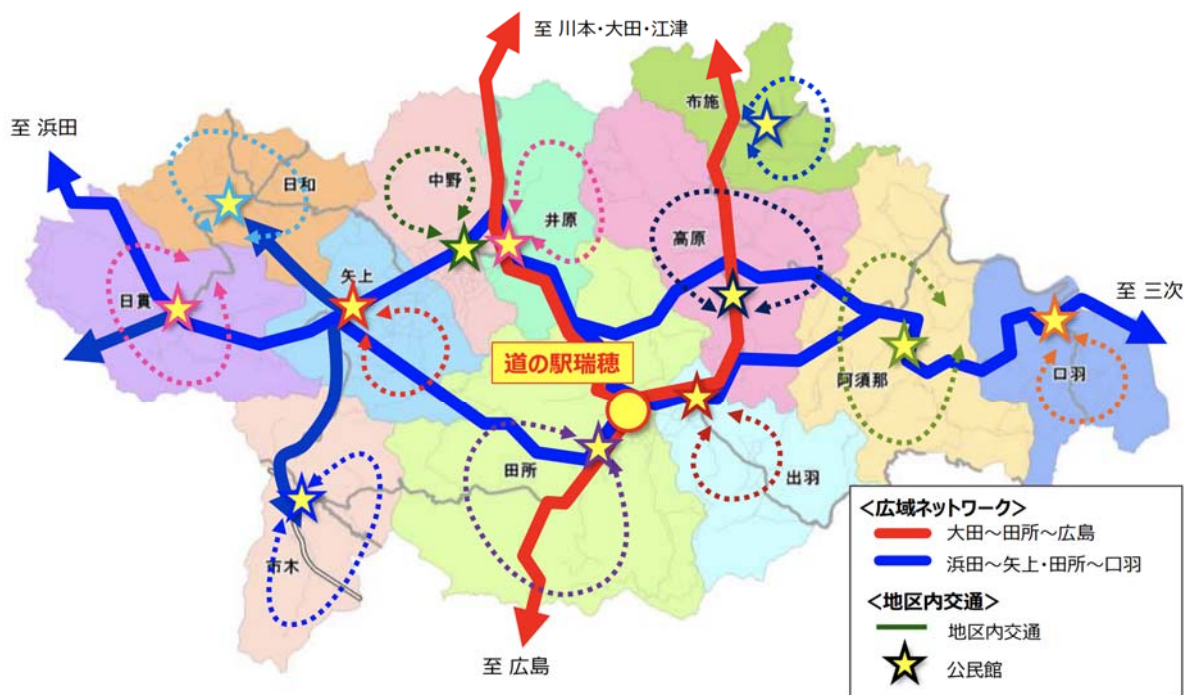 至 川本・大田・江津
布施
至 浜田
日和
中野
井原
高原
矢上
日貫
至 三次
道の駅瑞穂
阿須那
口羽
田所
出羽
市木
至 広島
<広域ネットワーク>
大田～田所～広島
浜田～矢上・田所～口羽
<地区内交通>
地区内交通
公民館